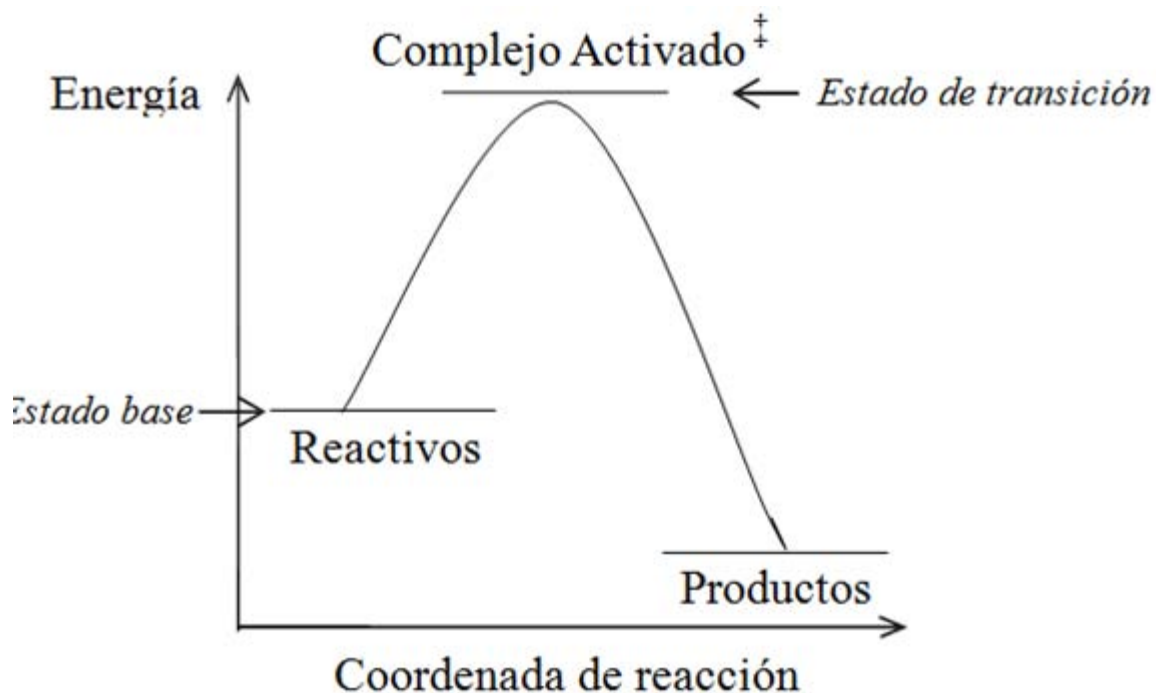 Complejo Activado ‡
Energía
Estado de transición
Estado base
Reactivos
Productos
Coordenada de reacción